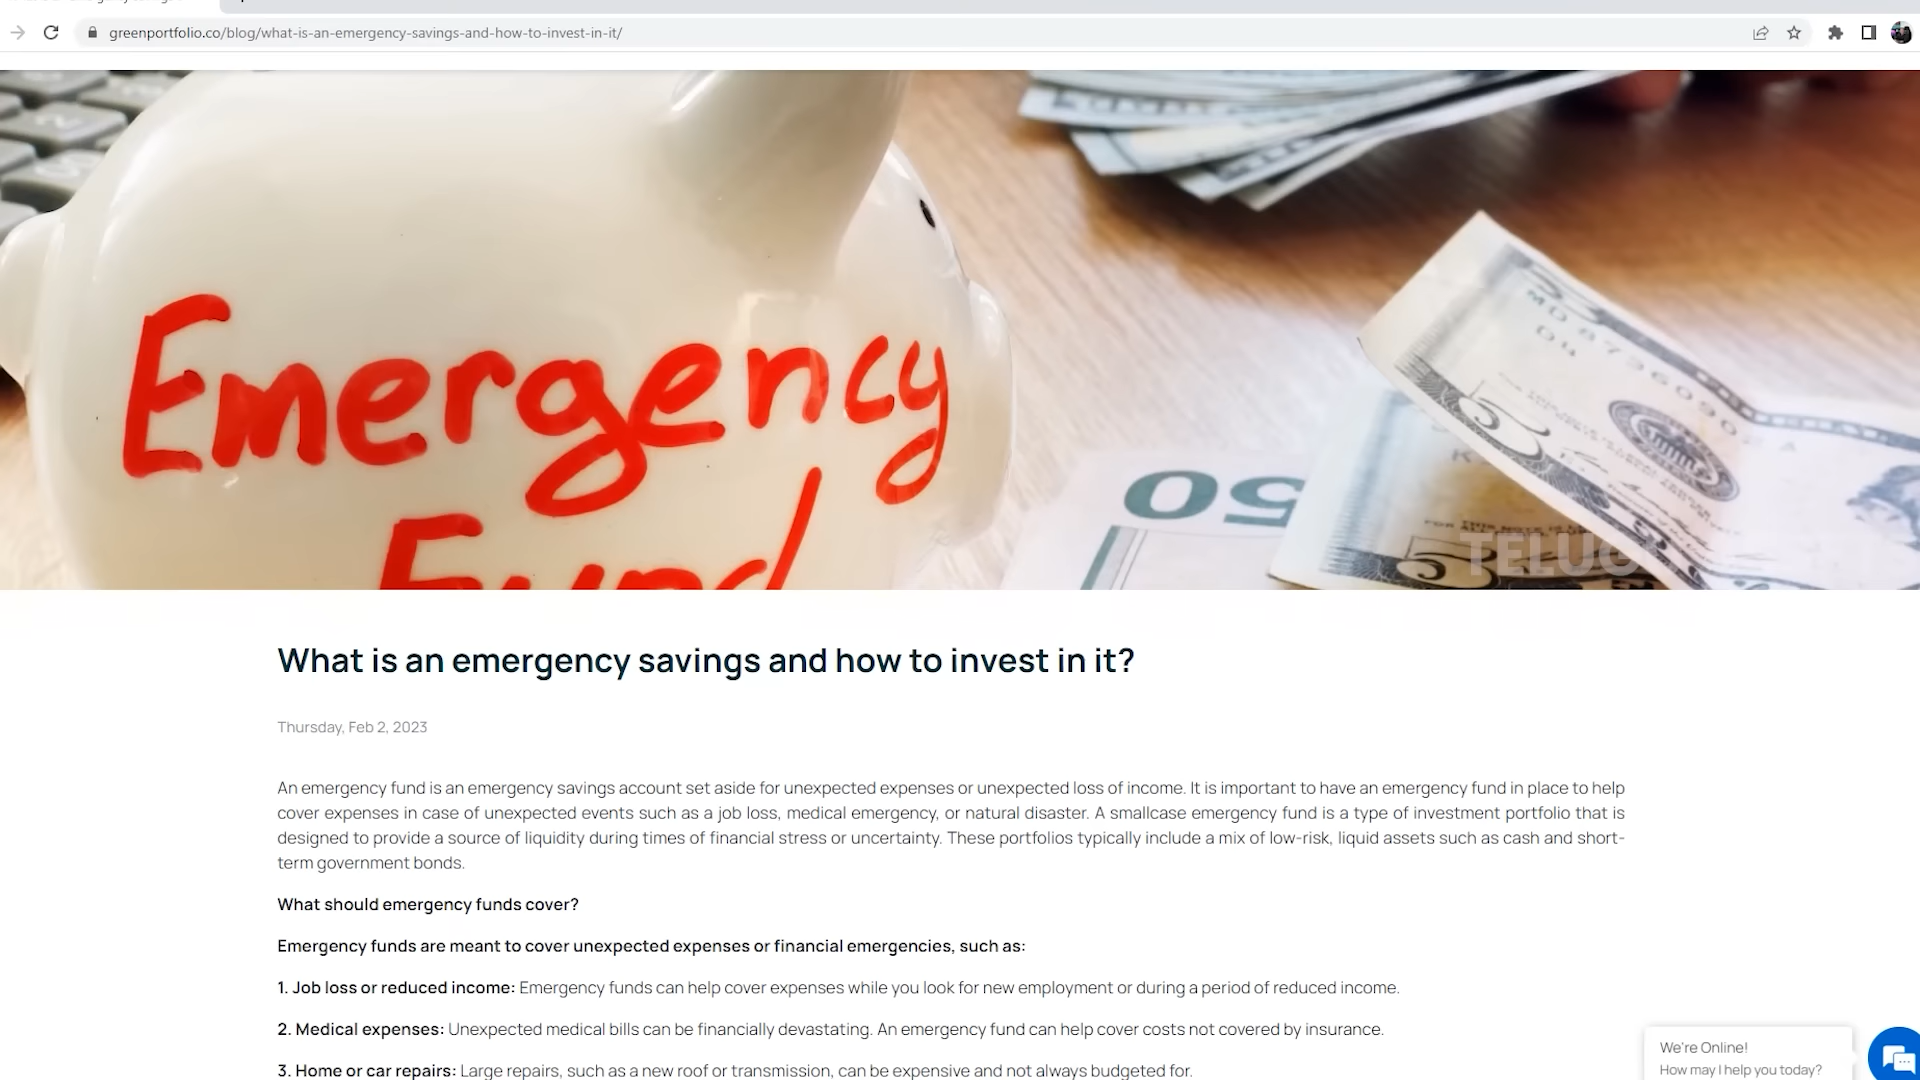 greenportfolio.co/blog/what-is-an-emergency-savings-and-how-to-invest-in-it/
Emergency
Fund
50
5
5
TELUG
What is an emergency savings and how to invest in it?
Thursday, Feb 2, 2023
An emergency fund is an emergency savings account set aside for unexpected expenses or unexpected loss of income. It is important to have an emergency fund in place to help
cover expenses in case of unexpected events such as a job loss, medical emergency, or natural disaster. A smallcase emergency fund is a type of investment portfolio that is
designed to provide a source of liquidity during times of financial stress or uncertainty. These portfolios typically include a mix of low-risk, liquid assets such as cash and short-
term government bonds.
What should emergency funds cover?
Emergency funds are meant to cover unexpected expenses or financial emergencies, such as:
1. Job loss or reduced income: Emergency funds can help cover expenses while you look for new employment or during a period of reduced income.
2. Medical expenses: Unexpected medical bills can be financially devastating. An emergency fund can help cover costs not covered by insurance.
3. Home or car repairs: Large repairs, such as a new roof or transmission, can be expensive and not always budgeted for.
We're Online!
How may I help you today?